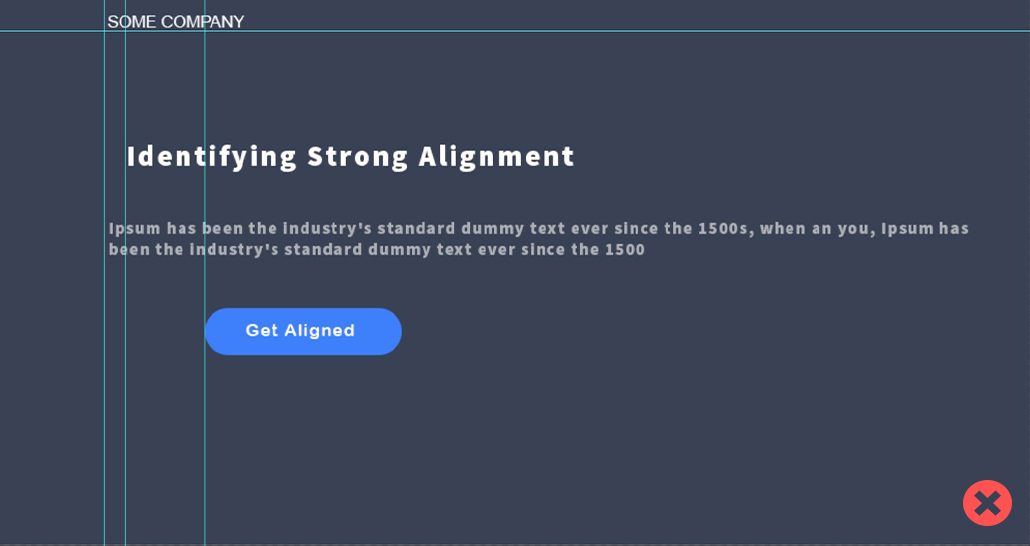 SOME COMPANY
Identifying Strong Alignment
Ipsum has been the industry's standard dummy text ever since the 1500s, when an you, Ipsum has
been the industry's standard dummy text ever since the 1500
Get Aligned